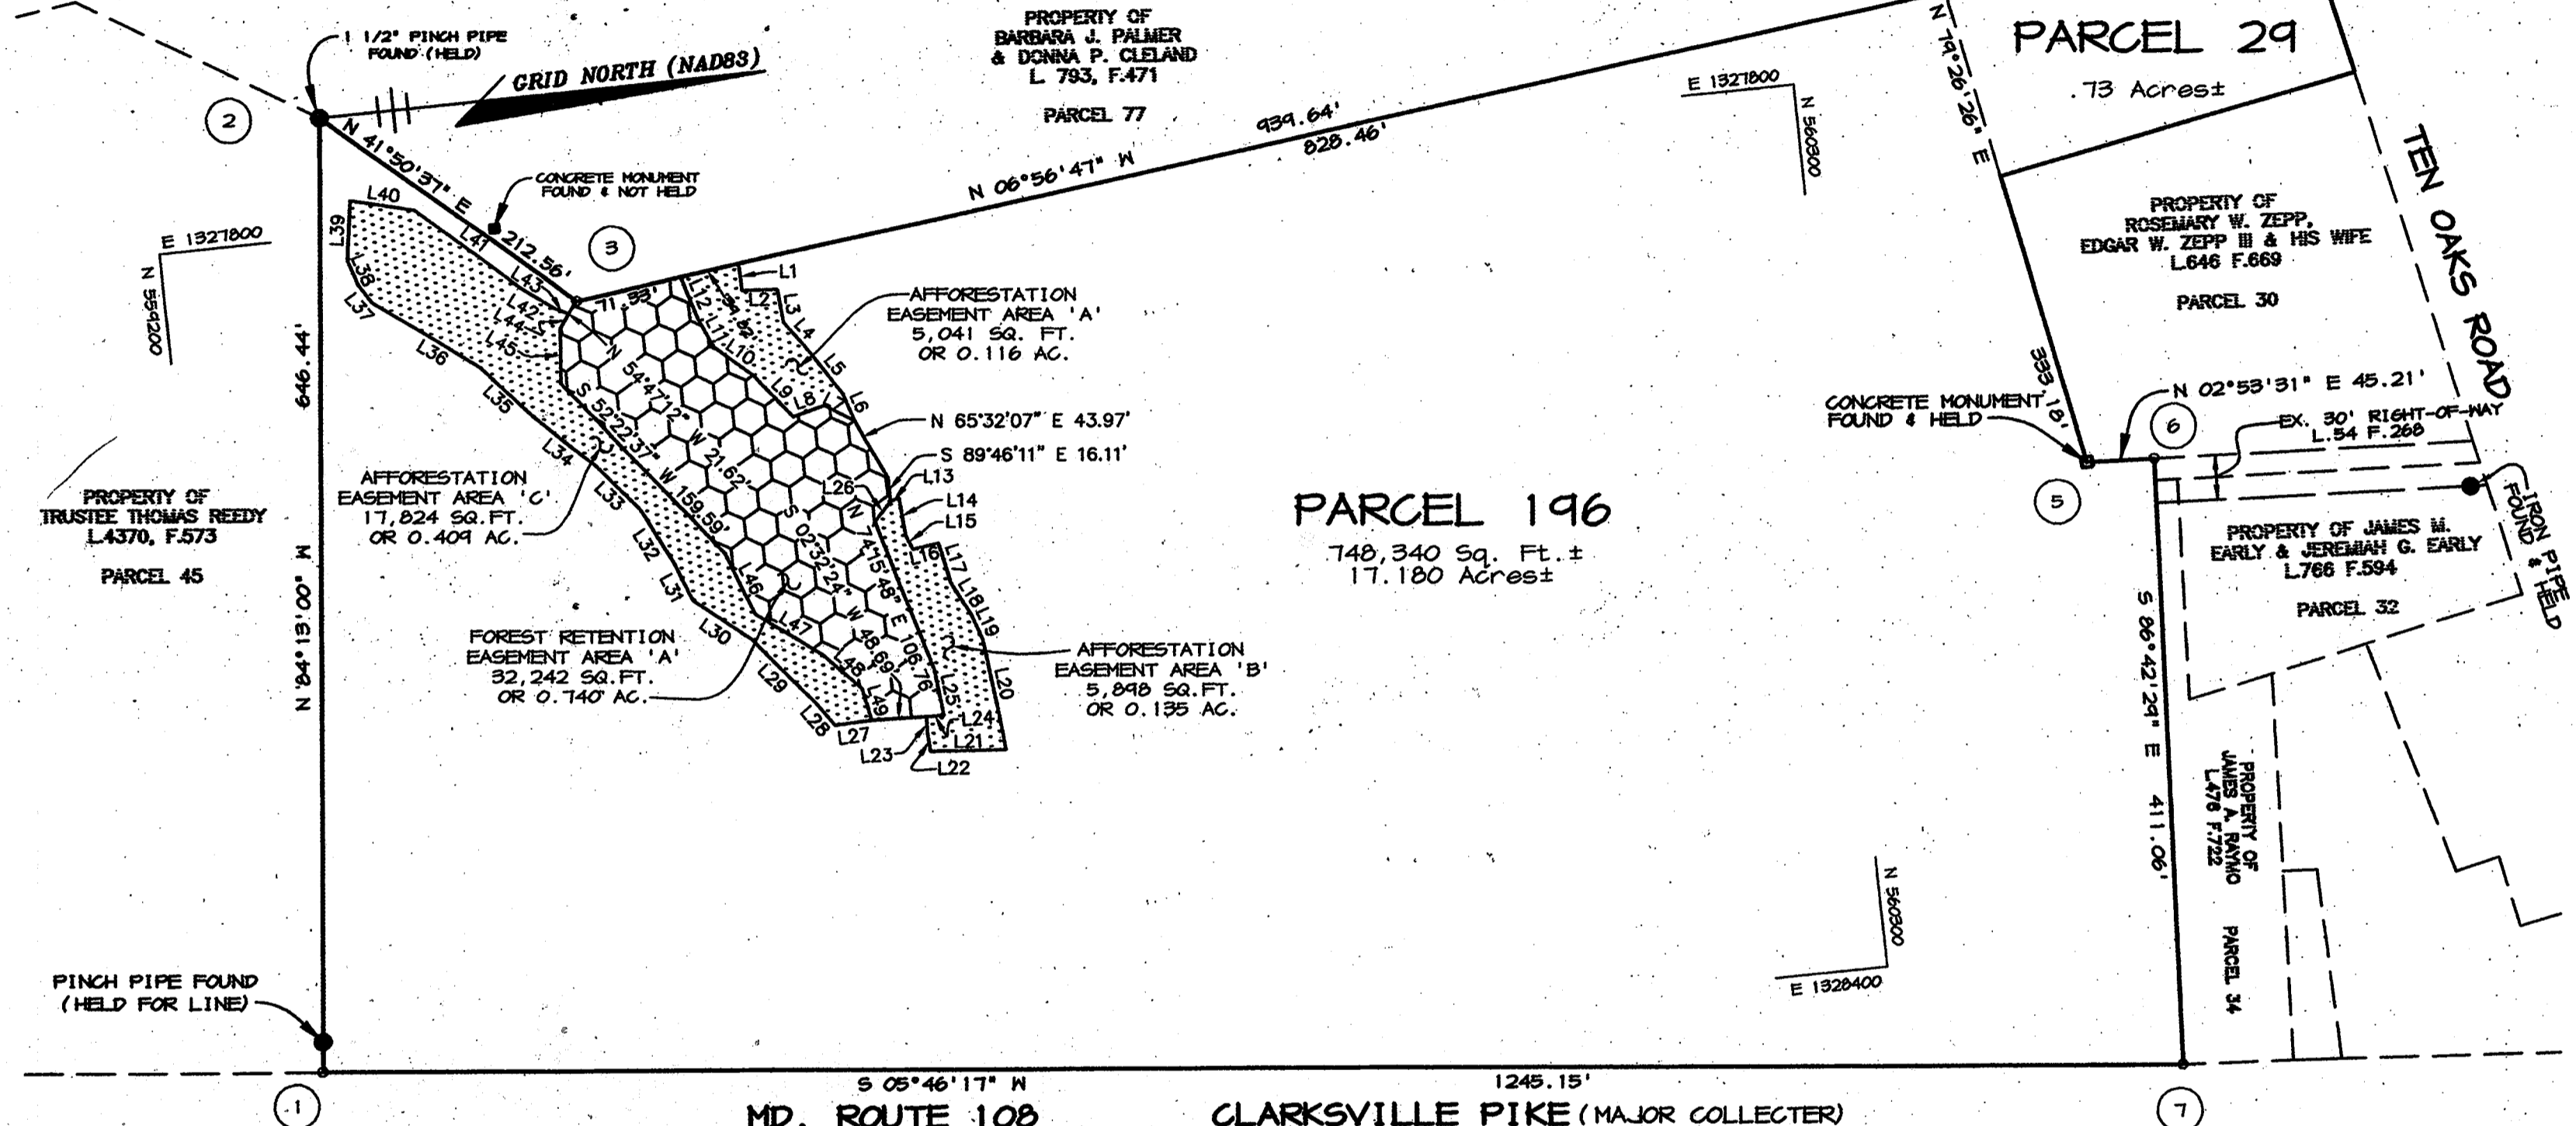 1 1/2" PINCH PIPE
FOUND (HELD)
GRID NORTH (NAD83)
2
N 41°50'37" E
212.56'
CONCRETE MONUMENT
FOUND & NOT HELD
3
PROPERTY OF
BARBARA J. PALMER
& DONNA P. CLELAND
L. 793, F.471
PARCEL 77
N 06°56'47" W
939.64'
828.46'
E 1327800
N 560300
N 79°26'26" E
333.18'
PARCEL 29
.73 Acres±
TEN OAKS ROAD
PROPERTY OF
ROSEMARY W. ZEPP,
EDGAR W. ZEPP III & HIS WIFE
L.646 F.669
PARCEL 30
CONCRETE MONUMENT
FOUND & HELD
N 02°53'31" E 45.21'
6
EX. 30' RIGHT-OF-WAY
L.54 F.268
5
IRON PIPE
FOUND & HELD
PROPERTY OF JAMES M.
EARLY & JEREMIAH G. EARLY
L.766 F.594
PARCEL 32
S 86°42'29" E 411.06'
PROPERTY OF
JAMES A. RAYMO
L.476 F.722
PARCEL 34
E 1327800
N 559200
L40
L39
L38
L37
L41
L43
L42
L44
L45
L36
L35
L34
L33
L32
L31
L30
L29
L28
L27
71.33'
L12
39.82'
L11
L10
L9
L8
L7
L1
L2
L3
L4
L5
L6
AFFORESTATION
EASEMENT AREA 'A'
5,041 SQ. FT.
OR 0.116 AC.
N 65°32'07" E 43.97'
S 89°46'11" E 16.11'
L13
L14
L15
L16
L17
L18
L19
L20
L21
L22
L23
L24
L25
L26
N 54°47'12" W 21.62'
S 52°22'37" W 159.59'
S 02°32'24" W 48.69'
N 74°15'48" E 106.76'
L46
L47
L48
L49
AFFORESTATION
EASEMENT AREA 'C'
17,824 SQ.FT.
OR 0.409 AC.
FOREST RETENTION
EASEMENT AREA 'A'
32,242 SQ.FT.
OR 0.740 AC.
AFFORESTATION
EASEMENT AREA 'B'
5,898 SQ.FT.
OR 0.135 AC.
PROPERTY OF
TRUSTEE THOMAS REEDY
L.4370, F.573
PARCEL 45
646.44'
N 84°13'00" W
PARCEL 196
748,340 Sq. Ft.±
17.180 Acres±
N 560300
E 1328400
PINCH PIPE FOUND
(HELD FOR LINE)
1
S 05°46'17" W
1245.15'
7
MD. ROUTE 108 CLARKSVILLE PIKE (MAJOR COLLECTER)